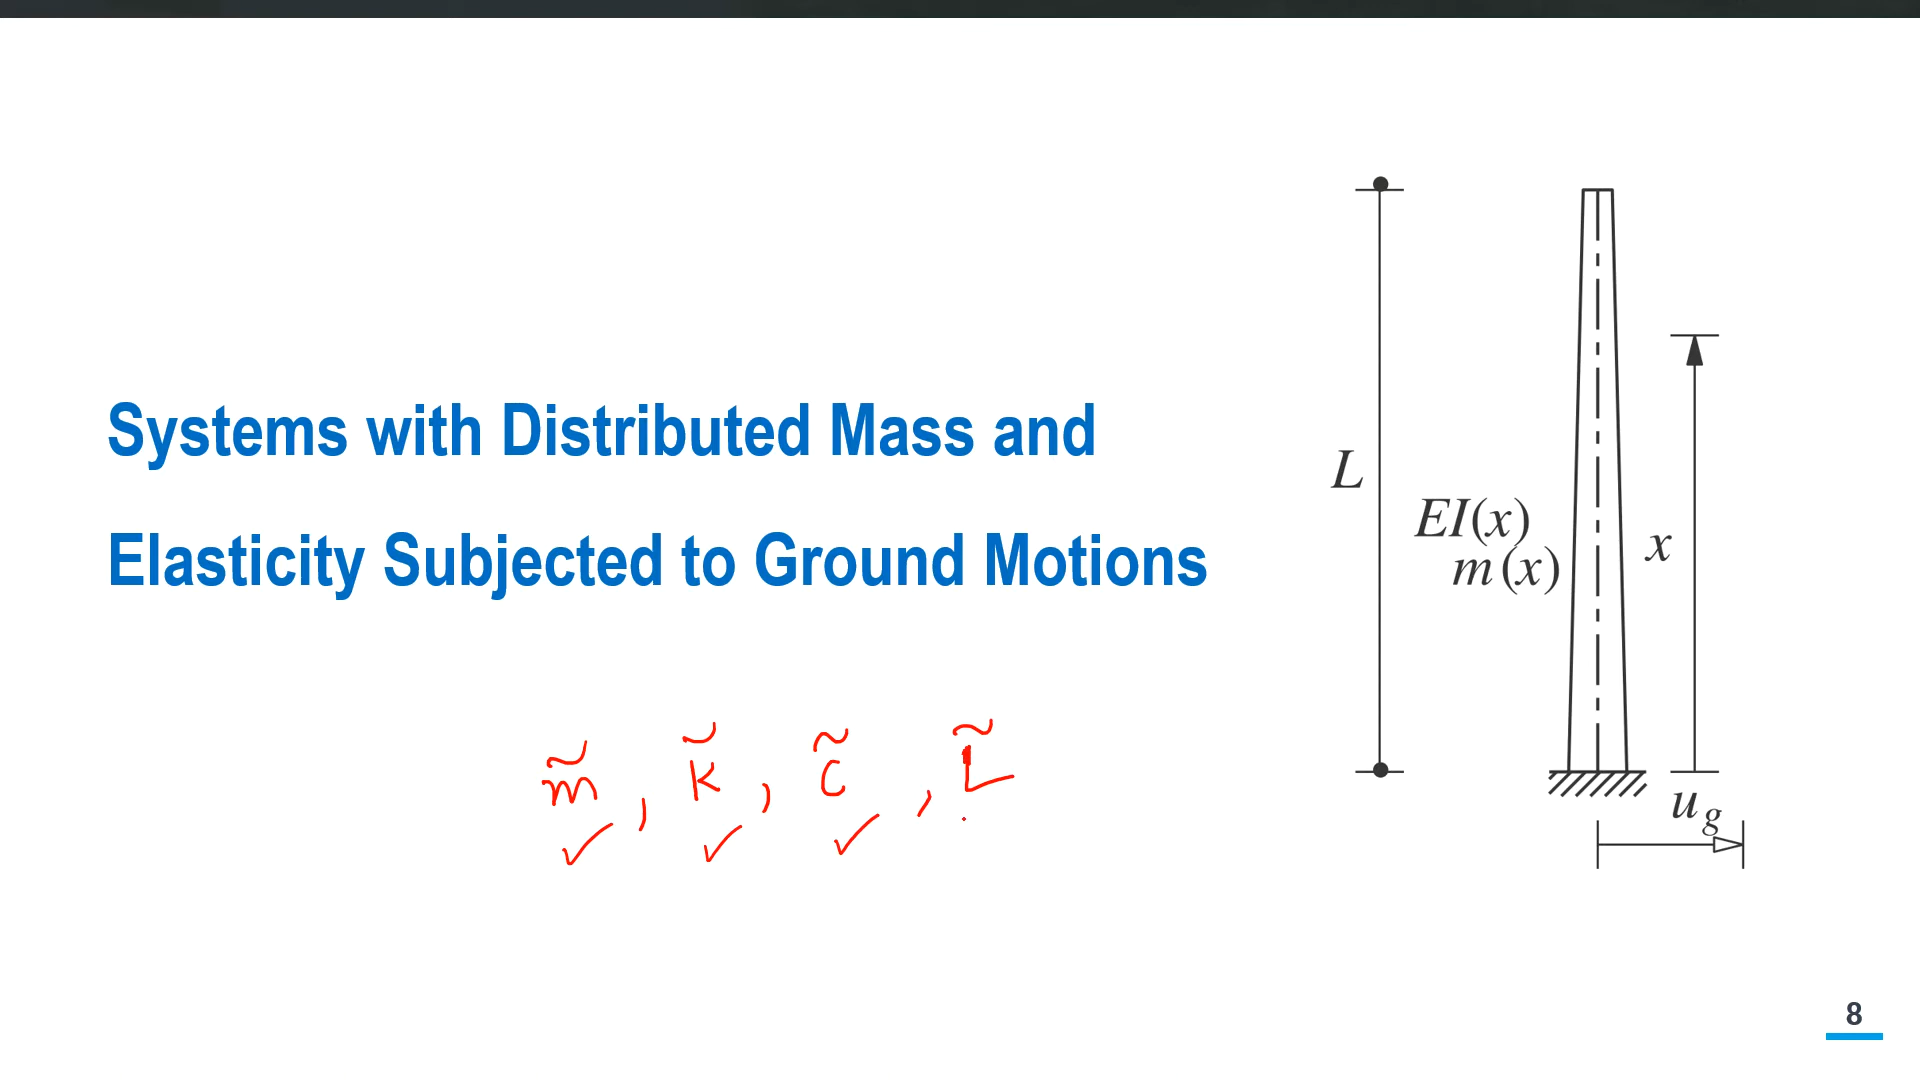 Systems with Distributed Mass and
Elasticity Subjected to Ground Motions
L
EI(x)
m(x)
x
u_g
m̃, k̃, c̃, L̃
8